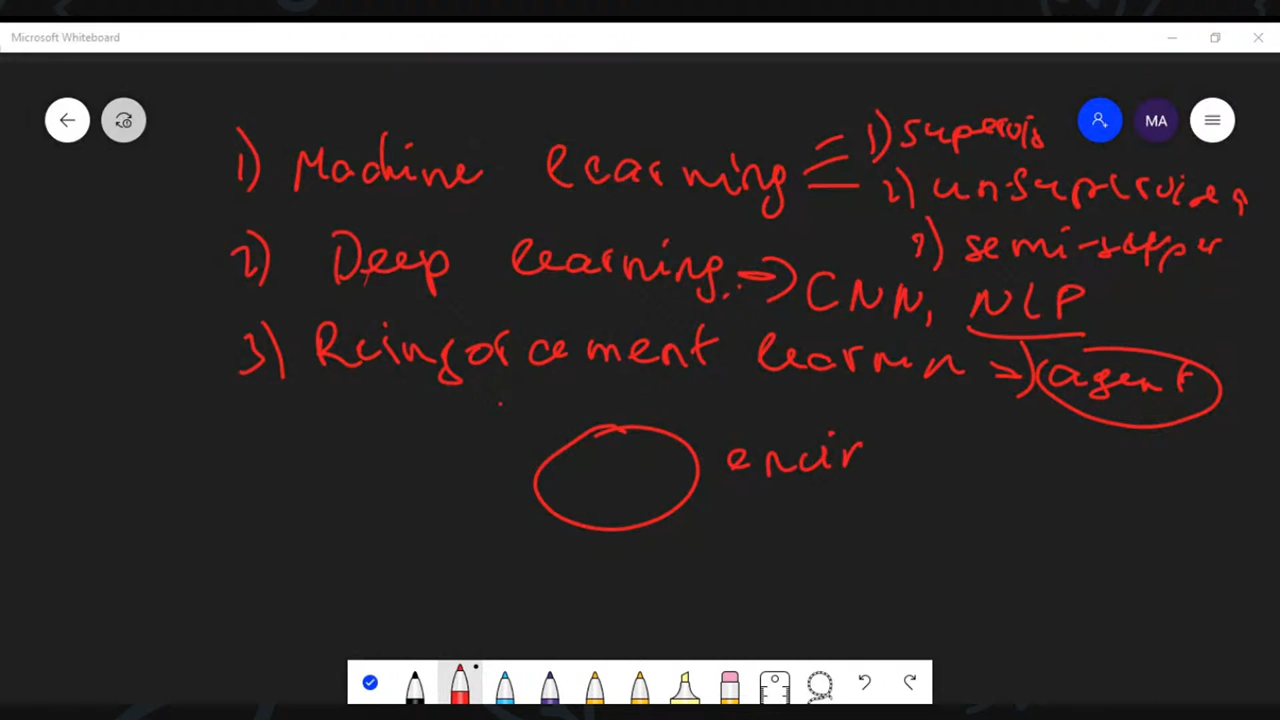 Microsoft Whiteboard
MA
1) Machine learning
1) supervis
2) unsupervise
3) semi-supper
2) Deep learning. => CNN, NLP
3) Reingorcement learnin => agent
envir